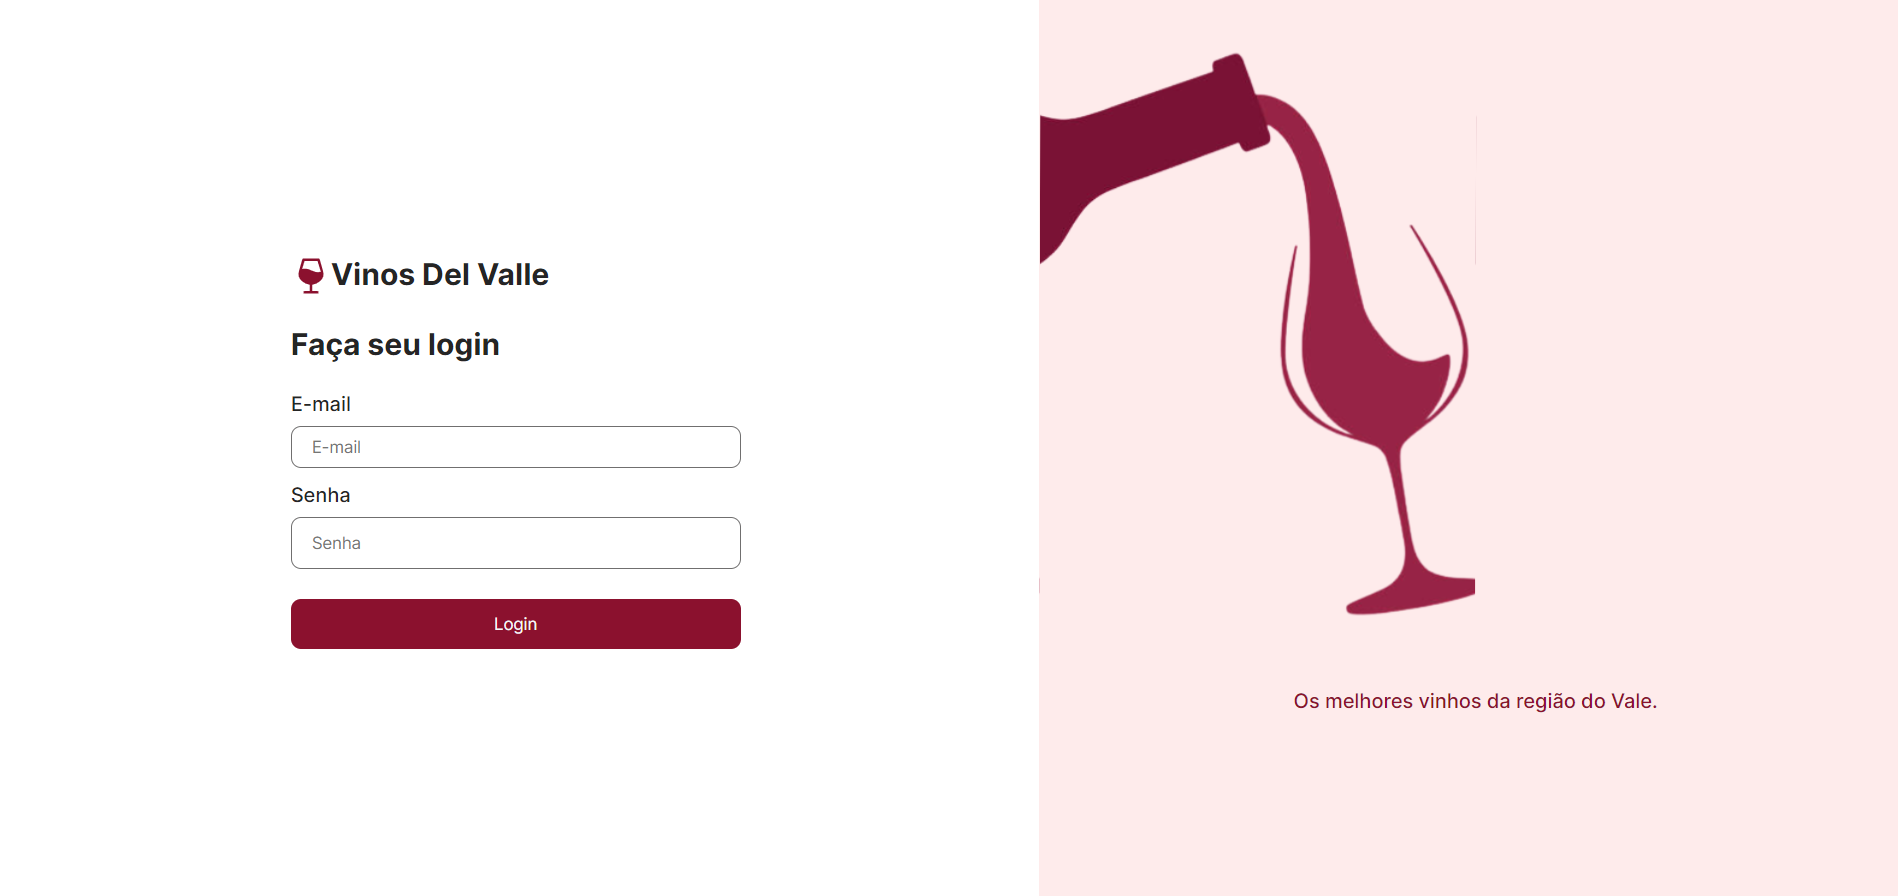 Vinos Del Valle
Faça seu login
E-mail
E-mail
Senha
Senha
Login
Os melhores vinhos da região do Vale.